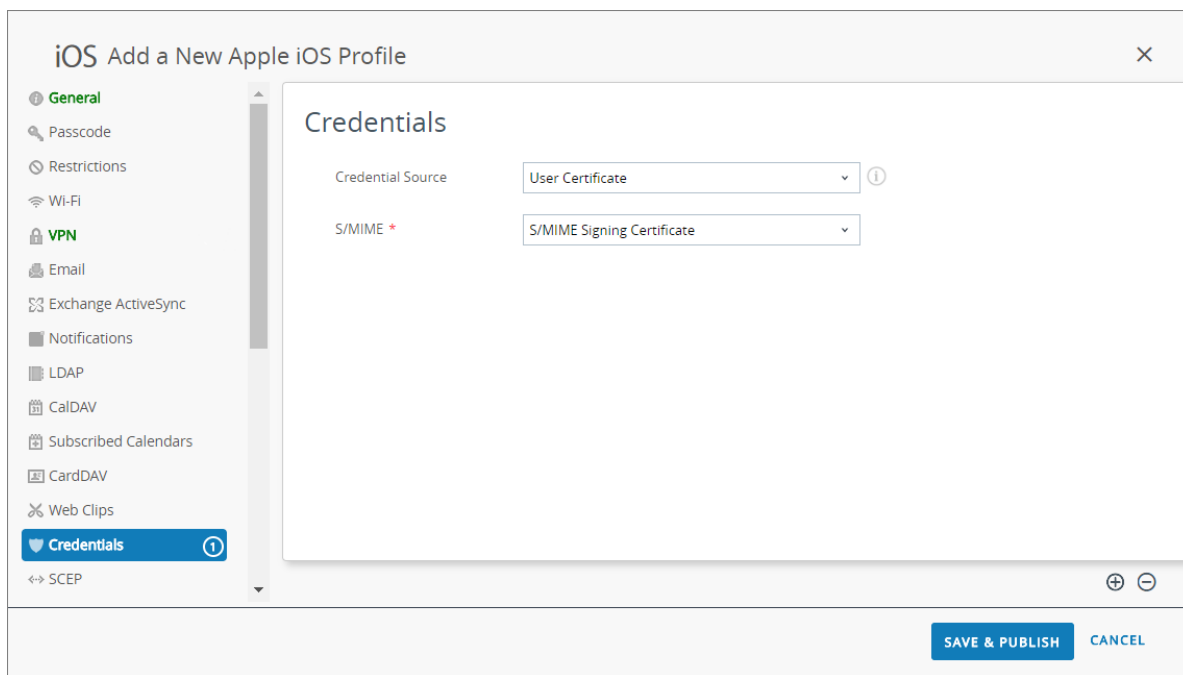 iOS Add a New Apple iOS Profile
General
Passcode
Restrictions
Wi-Fi
VPN
Email
Exchange ActiveSync
Notifications
LDAP
CalDAV
Subscribed Calendars
CardDAV
Web Clips
Credentials 1
SCEP
Credentials
Credential Source User Certificate
S/MIME * S/MIME Signing Certificate
SAVE & PUBLISH CANCEL